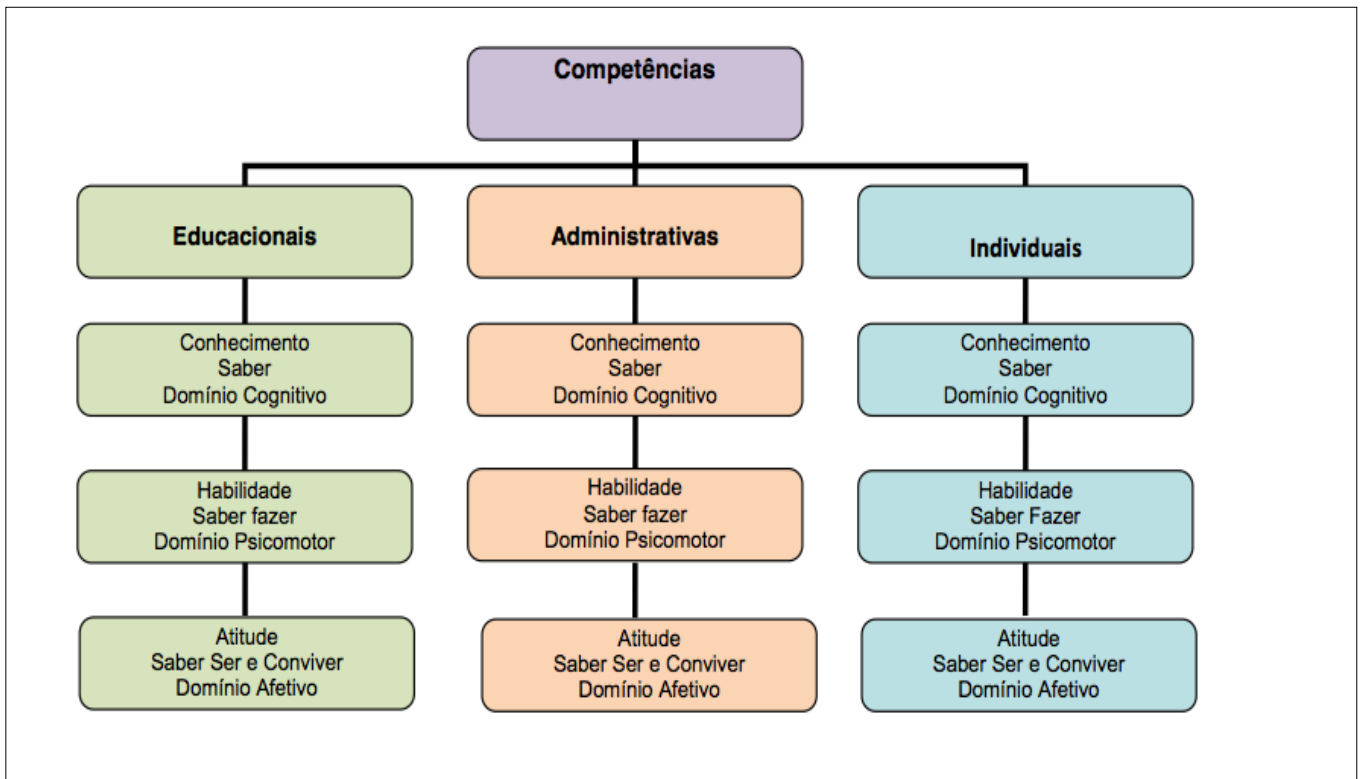 Competências
Educacionais
Administrativas
Individuais
Conhecimento
Saber
Domínio Cognitivo
Conhecimento
Saber
Domínio Cognitivo
Conhecimento
Saber
Domínio Cognitivo
Habilidade
Saber fazer
Domínio Psicomotor
Habilidade
Saber fazer
Domínio Psicomotor
Habilidade
Saber Fazer
Domínio Psicomotor
Atitude
Saber Ser e Conviver
Domínio Afetivo
Atitude
Saber Ser e Conviver
Domínio Afetivo
Atitude
Saber Ser e Conviver
Domínio Afetivo